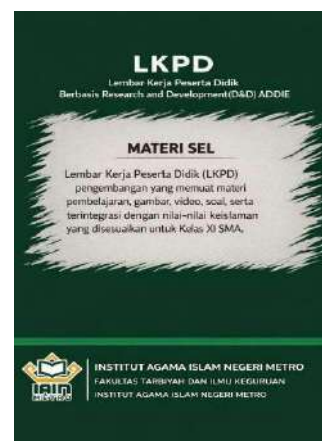 LKPD
Lembar Kerja Peserta Didik
Berbasis Research and Development(D&D) ADDIE
MATERI SEL
Lembar Kerja Peserta Didik (LKPD)
pengembangan yang memuat materi
pembelajaran, gambar, video, soal, serta
terintegrasi dengan nilai-nilai keislaman
yang disesuaikan untuk Kelas XI SMA.
IAIN
METRO
INSTITUT AGAMA ISLAM NEGERI METRO
FAKULTAS TARBIYAH DAN ILMU KEGURUAN
INSTITUT AGAMA ISLAM NEGERI METRO